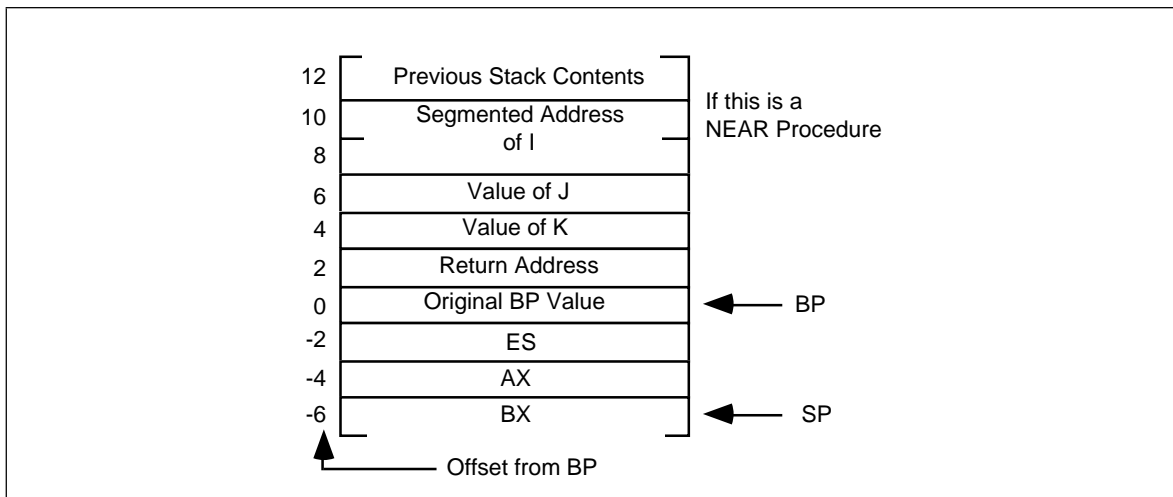 12 Previous Stack Contents
If this is a
NEAR Procedure
10 Segmented Address
of I
8
6 Value of J
4 Value of K
2 Return Address
0 Original BP Value BP
-2 ES
-4 AX
-6 BX SP
Offset from BP